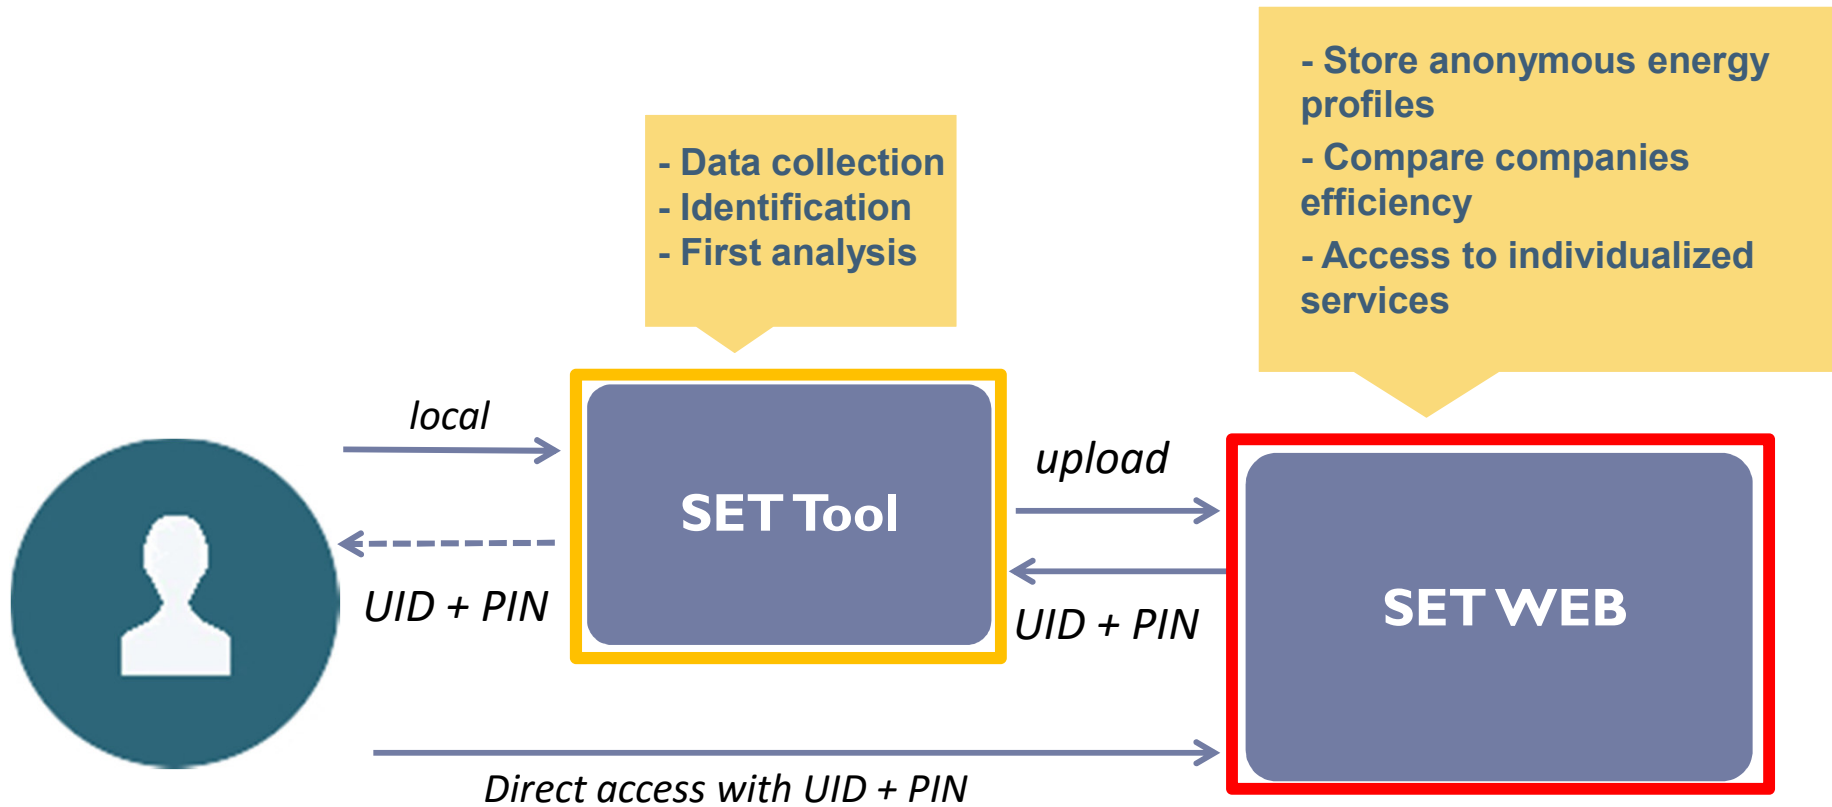 - Store anonymous energy
profiles
- Compare companies
efficiency
- Access to individualized
services
- Data collection
- Identification
- First analysis
local
upload
SET Tool
UID + PIN
SET WEB
UID + PIN
Direct access with UID + PIN